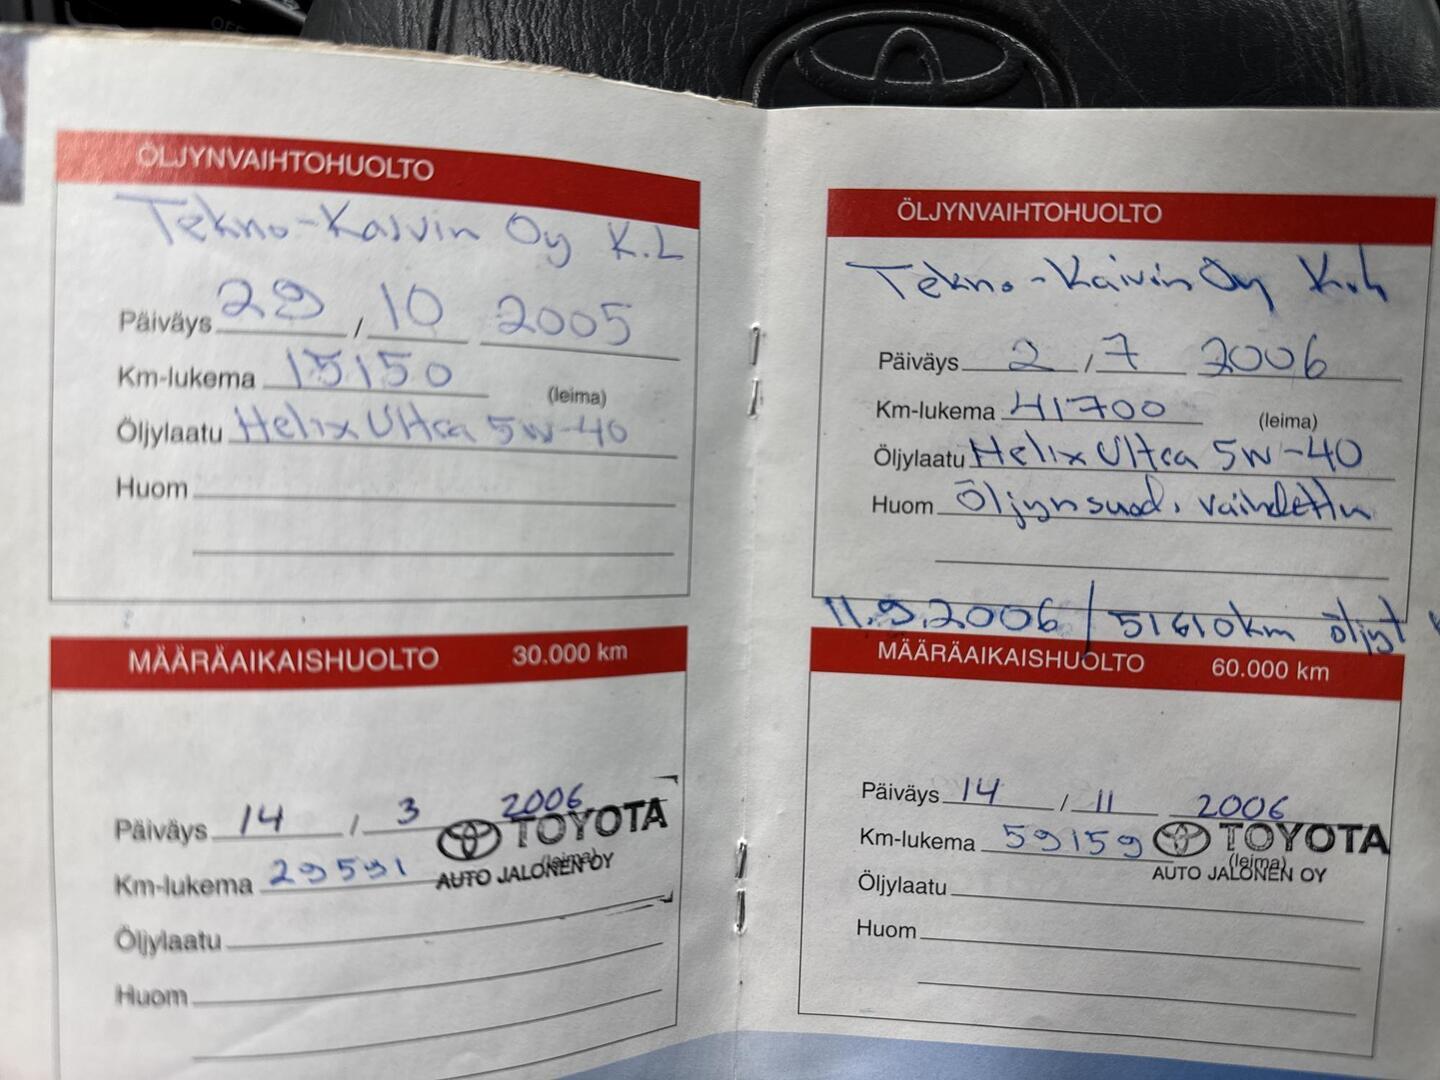 OFF
ÖLJYNVAIHTOHUOLTO
Tekno-Kaivin Oy K.L
Päiväys 29 / 10 2005
Km-lukema 15150 (leima)
Öljylaatu Helix Ultra 5W-40
Huom
MÄÄRÄAIKAISHUOLTO 30.000 km
Päiväys 14 / 3 2006
TOYOTA
Km-lukema 29591 (leima)
AUTO JALONEN OY
Öljylaatu
Huom
ÖLJYNVAIHTOHUOLTO
Tekno-Kaivin Oy K.L
Päiväys 2 / 7 2006
Km-lukema 41700 (leima)
Öljylaatu Helix Ultra 5W-40
Huom Öljynsuod. vaihdettu
11.9.2006 / 51610km öljyt
MÄÄRÄAIKAISHUOLTO 60.000 km
Päiväys 14 / 11 2006
TOYOTA
Km-lukema 59159 (leima)
AUTO JALONEN OY
Öljylaatu
Huom